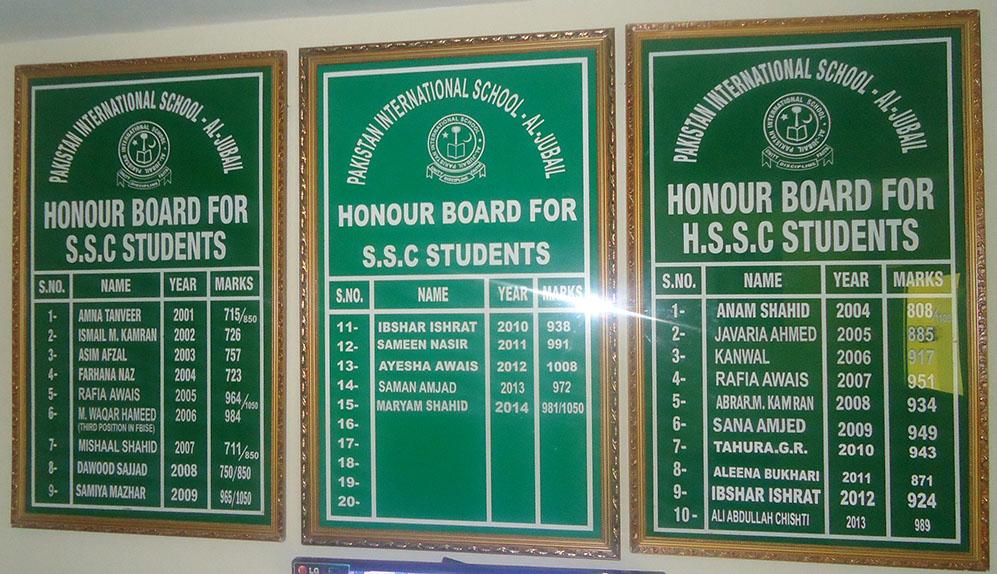 PAKISTAN INTERNATIONAL SCHOOL - AL-JUBAIL
HONOUR BOARD FOR
S.S.C STUDENTS
S.NO. NAME YEAR MARKS
1- AMNA TANVEER 2001 715/850
2- ISMAIL M. KAMRAN 2002 726
3- ASIM AFZAL 2003 757
4- FARHANA NAZ 2004 723
5- RAFIA AWAIS 2005 964/1050
6- M. WAQAR HAMEED 2006 984
(THIRD POSITION IN FBISE)
7- MISHAAL SHAHID 2007 711/850
8- DAWOOD SAJJAD 2008 750/850
9- SAMIYA MAZHAR 2009 965/1050
PAKISTAN INTERNATIONAL SCHOOL - AL-JUBAIL
DISCIPLINE
HONOUR BOARD FOR
S.S.C STUDENTS
S.NO. NAME YEAR MARKS
11- IBSHAR ISHRAT 2010 938
12- SAMEEN NASIR 2011 991
13- AYESHA AWAIS 2012 1008
14- SAMAN AMJAD 2013 972
15- MARYAM SHAHID 2014 981/1050
16-
17-
18-
19-
20-
PAKISTAN INTERNATIONAL SCHOOL - AL-JUBAIL
DISCIPLINE
HONOUR BOARD FOR
H.S.S.C STUDENTS
S.NO. NAME YEAR MARKS
1- ANAM SHAHID 2004 808
2- JAVARIA AHMED 2005 885
3- KANWAL 2006 917
4- RAFIA AWAIS 2007 951
5- ABRAR.M. KAMRAN 2008 934
6- SANA AMJED 2009 949
7- TAHURA.G.R. 2010 943
8- ALEENA BUKHARI 2011 871
9- IBSHAR ISHRAT 2012 924
10- ALI ABDULLAH CHISHTI 2013 989
LG